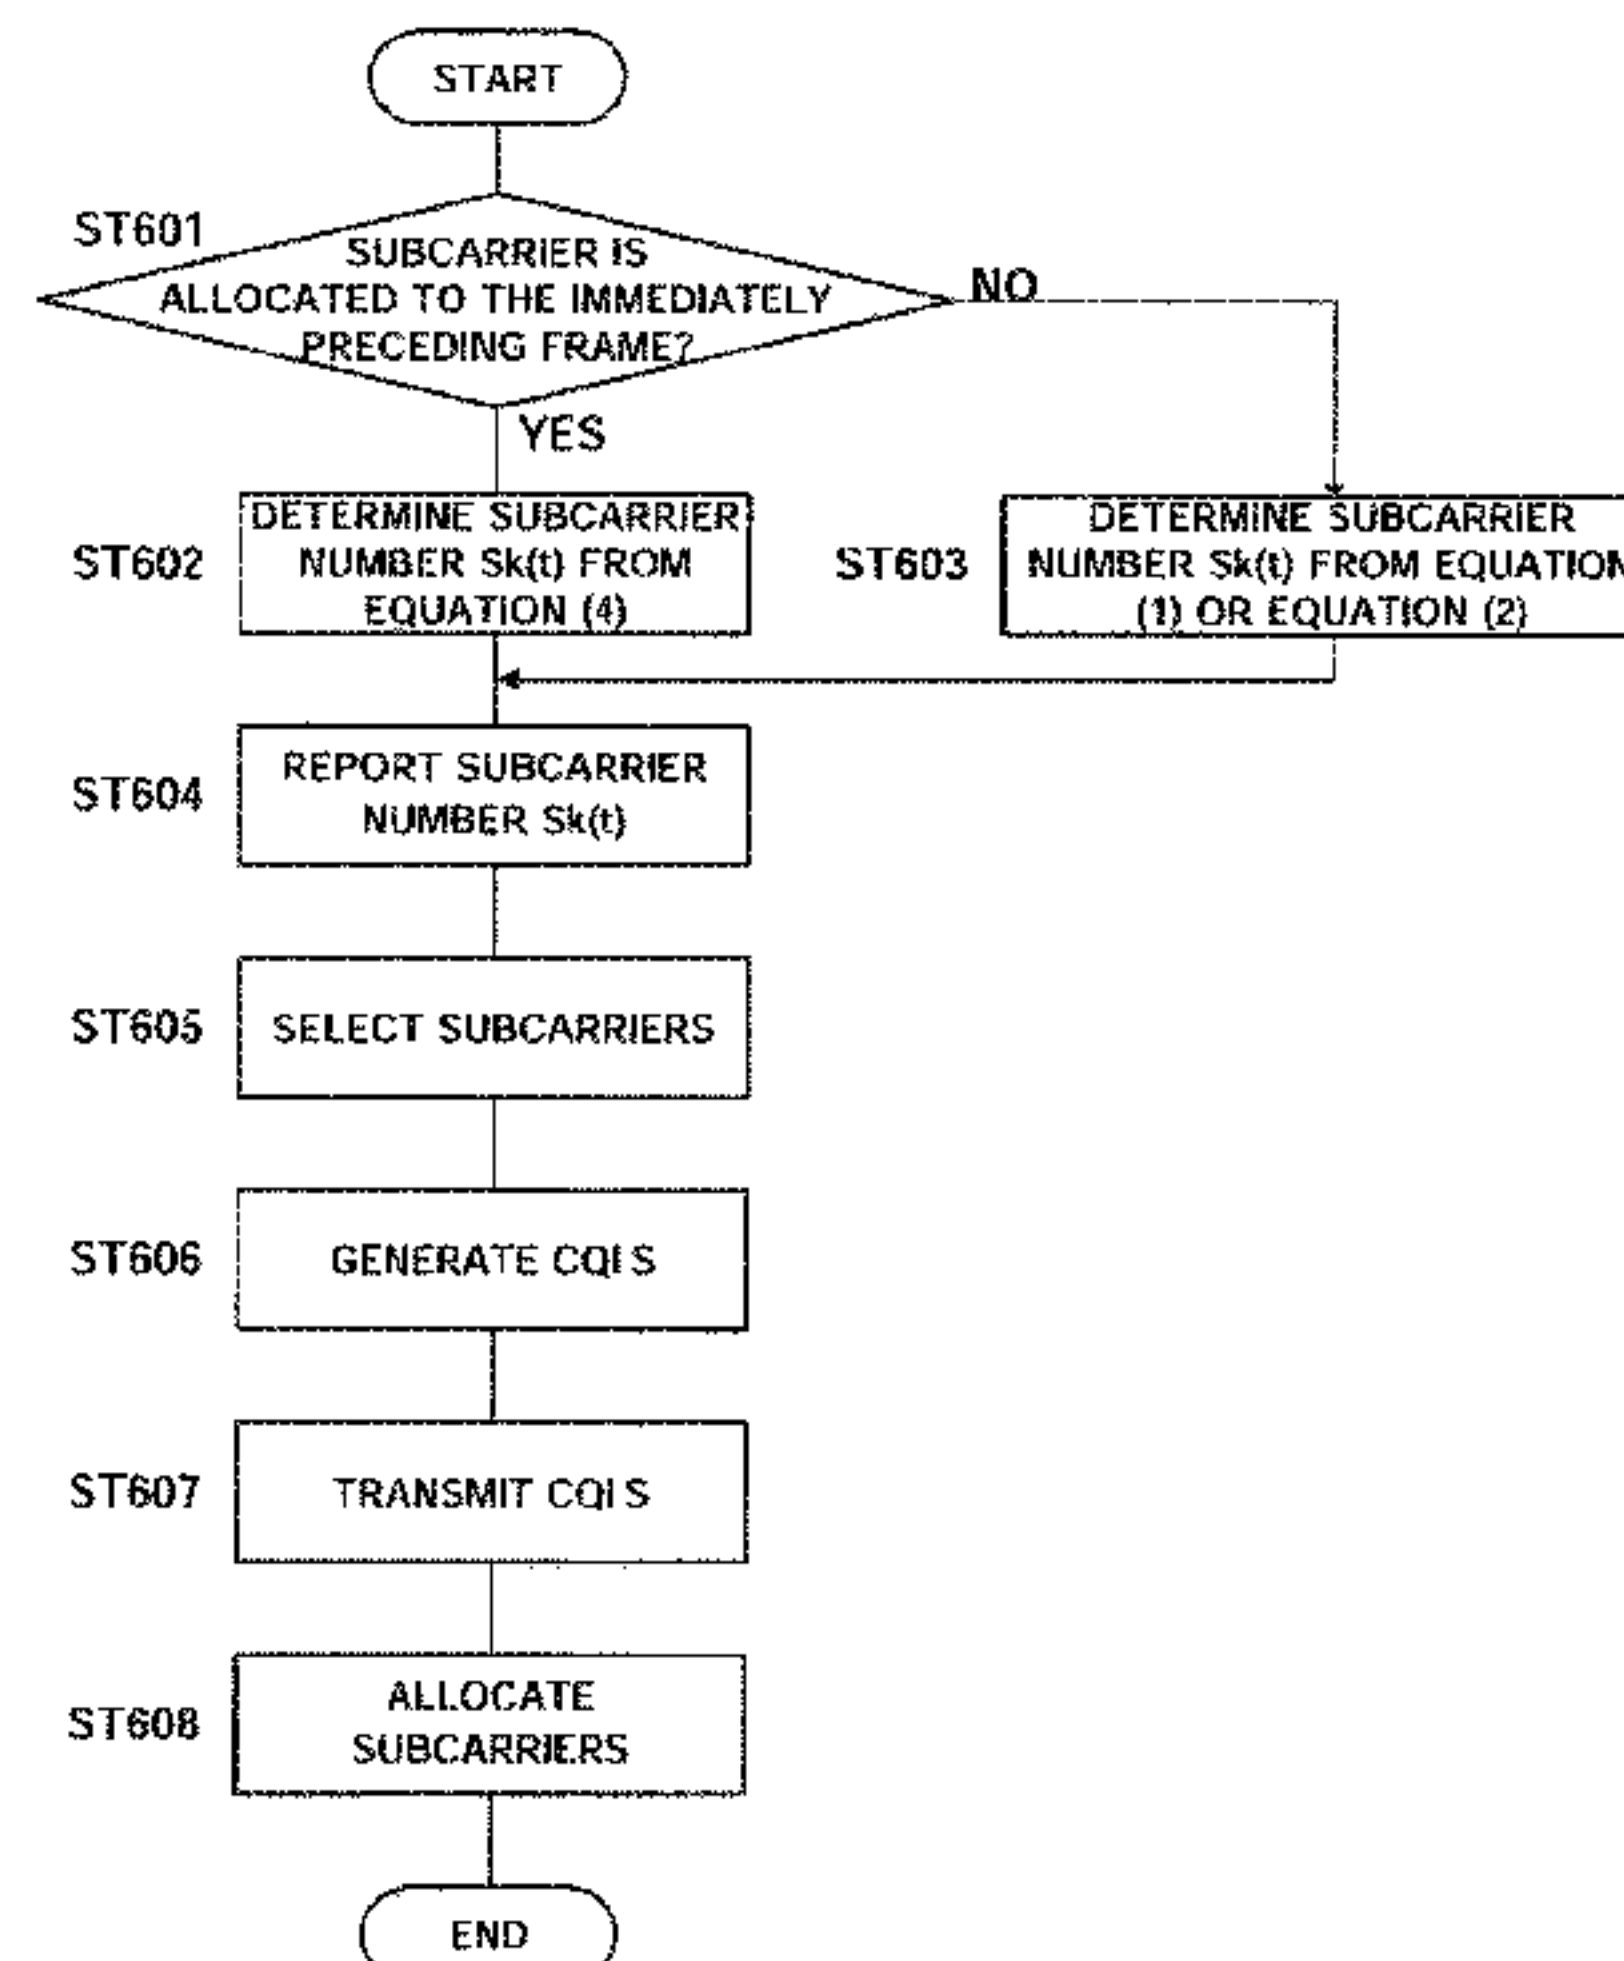 START
ST601
SUBCARRIER IS
ALLOCATED TO THE IMMEDIATELY
PRECEDING FRAME?
NO
YES
ST602
DETERMINE SUBCARRIER
NUMBER Sk(t) FROM
EQUATION (4)
ST603
DETERMINE SUBCARRIER
NUMBER Sk(t) FROM EQUATION
(1) OR EQUATION (2)
ST604
REPORT SUBCARRIER
NUMBER Sk(t)
ST605
SELECT SUBCARRIERS
ST606
GENERATE CQI S
ST607
TRANSMIT CQI S
ST608
ALLOCATE
SUBCARRIERS
END